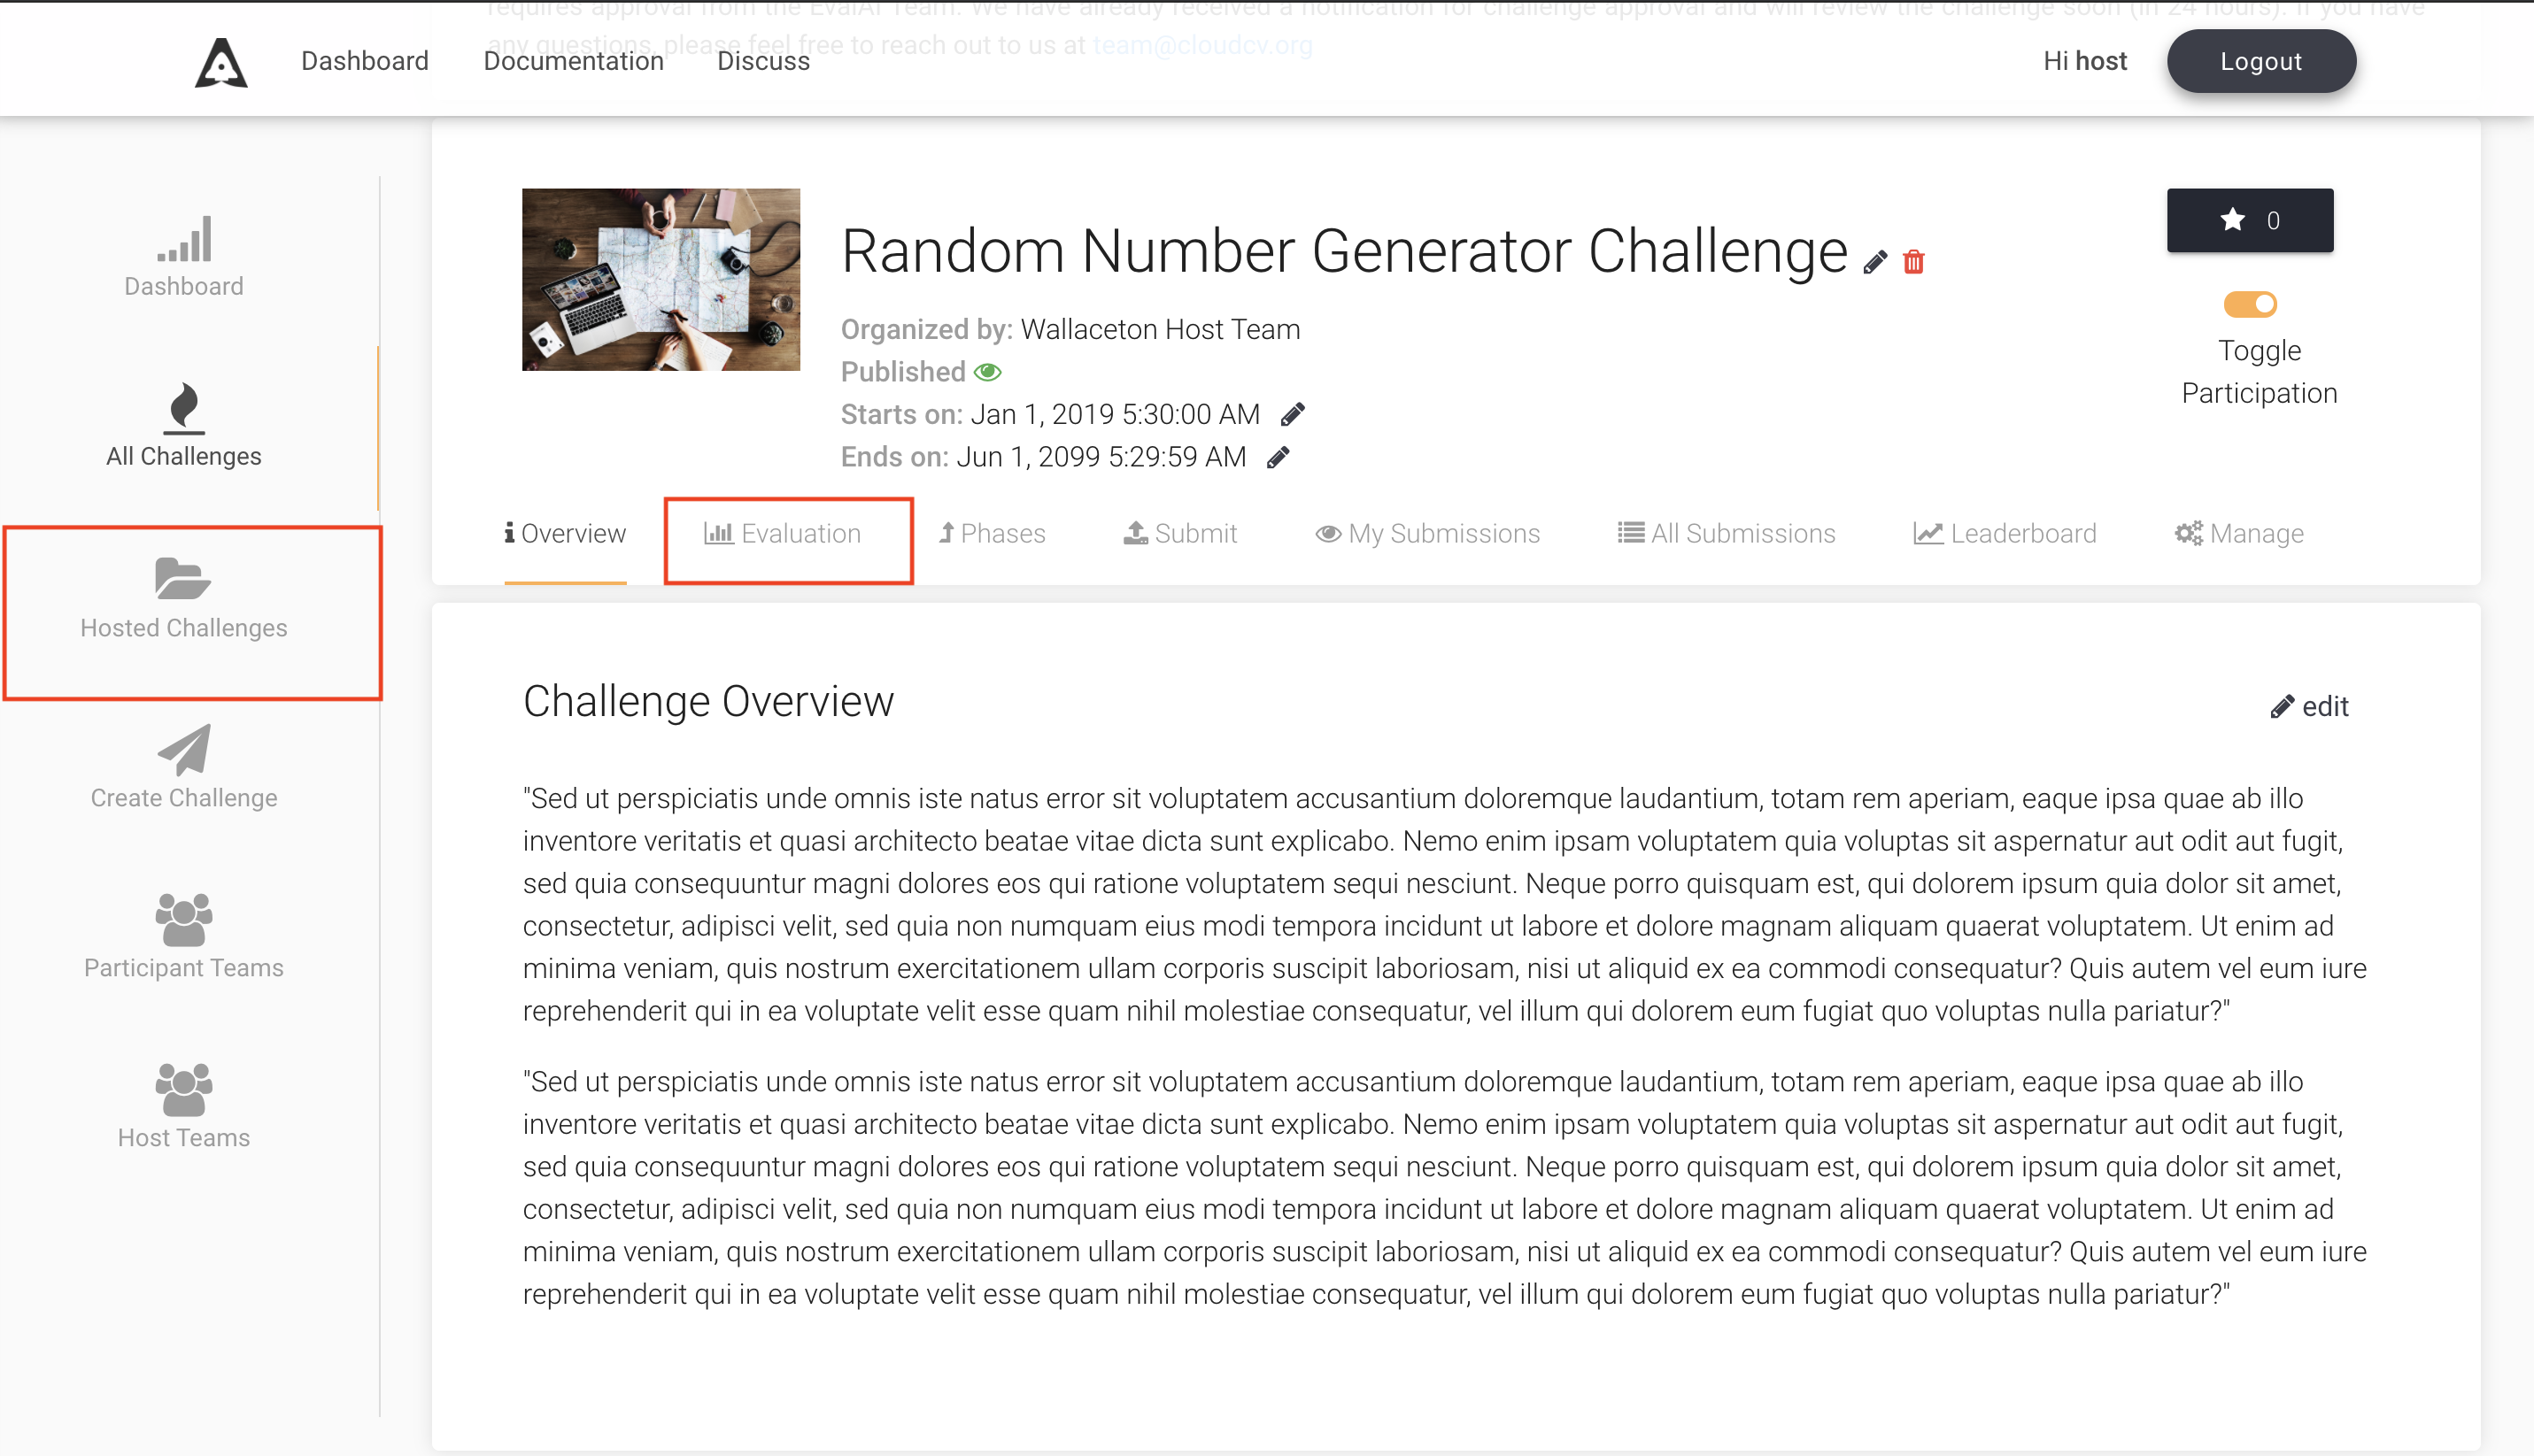 requires approval from the EvalAI Team. We have already received a notification for challenge approval and will review the challenge soon (in 24 hours). If you have
any questions, please feel free to reach out to us at team@cloudcv.org
Dashboard Documentation Discuss Hi host Logout
Dashboard
All Challenges
Hosted Challenges
Create Challenge
Participant Teams
Host Teams
Random Number Generator Challenge
0
Toggle
Participation
Organized by: Wallaceton Host Team
Published
Starts on: Jan 1, 2019 5:30:00 AM
Ends on: Jun 1, 2099 5:29:59 AM
Overview Evaluation Phases Submit My Submissions All Submissions Leaderboard Manage
Challenge Overview
edit
"Sed ut perspiciatis unde omnis iste natus error sit voluptatem accusantium doloremque laudantium, totam rem aperiam, eaque ipsa quae ab illo
inventore veritatis et quasi architecto beatae vitae dicta sunt explicabo. Nemo enim ipsam voluptatem quia voluptas sit aspernatur aut odit aut fugit,
sed quia consequuntur magni dolores eos qui ratione voluptatem sequi nesciunt. Neque porro quisquam est, qui dolorem ipsum quia dolor sit amet,
consectetur, adipisci velit, sed quia non numquam eius modi tempora incidunt ut labore et dolore magnam aliquam quaerat voluptatem. Ut enim ad
minima veniam, quis nostrum exercitationem ullam corporis suscipit laboriosam, nisi ut aliquid ex ea commodi consequatur? Quis autem vel eum iure
reprehenderit qui in ea voluptate velit esse quam nihil molestiae consequatur, vel illum qui dolorem eum fugiat quo voluptas nulla pariatur?"
"Sed ut perspiciatis unde omnis iste natus error sit voluptatem accusantium doloremque laudantium, totam rem aperiam, eaque ipsa quae ab illo
inventore veritatis et quasi architecto beatae vitae dicta sunt explicabo. Nemo enim ipsam voluptatem quia voluptas sit aspernatur aut odit aut fugit,
sed quia consequuntur magni dolores eos qui ratione voluptatem sequi nesciunt. Neque porro quisquam est, qui dolorem ipsum quia dolor sit amet,
consectetur, adipisci velit, sed quia non numquam eius modi tempora incidunt ut labore et dolore magnam aliquam quaerat voluptatem. Ut enim ad
minima veniam, quis nostrum exercitationem ullam corporis suscipit laboriosam, nisi ut aliquid ex ea commodi consequatur? Quis autem vel eum iure
reprehenderit qui in ea voluptate velit esse quam nihil molestiae consequatur, vel illum qui dolorem eum fugiat quo voluptas nulla pariatur?"